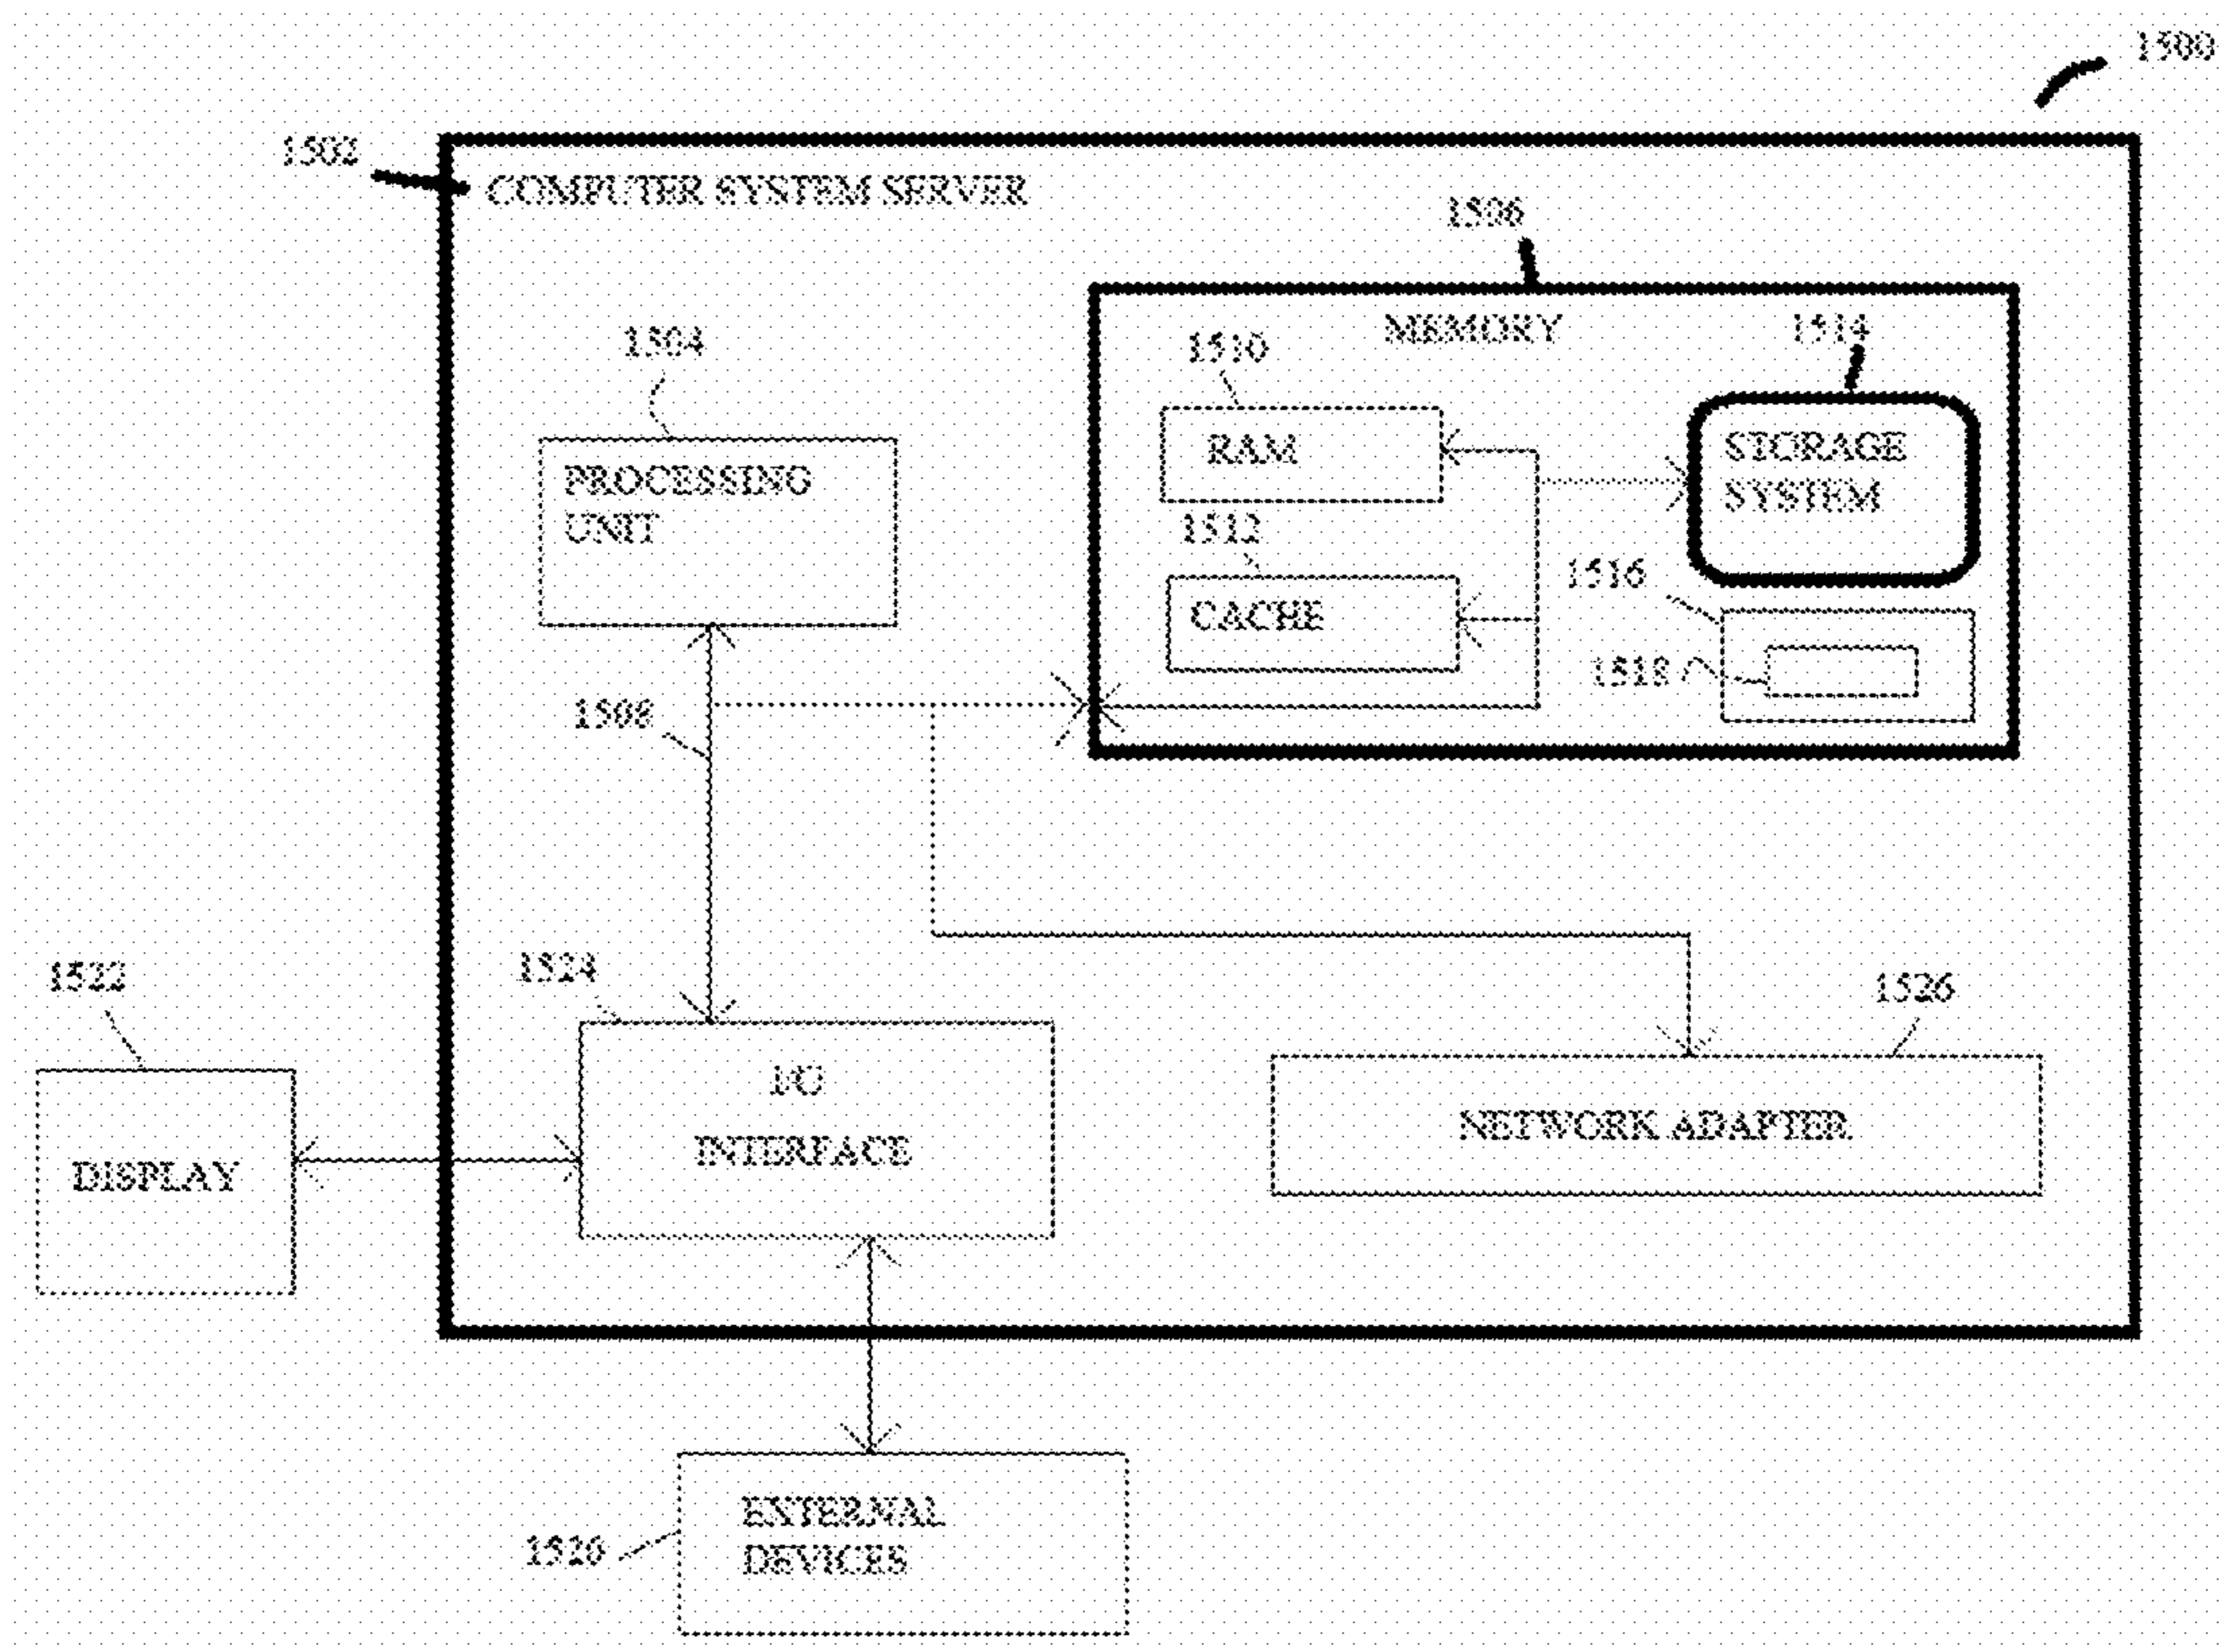 1500
1502
COMPUTER SYSTEM SERVER
1506
MEMORY
1514
1504
1510
PROCESSING
UNIT
RAM
STORAGE
SYSTEM
1512
1516
CACHE
1518
1508
1524
1522
1526
I/O
INTERFACE
NETWORK ADAPTER
DISPLAY
EXTERNAL
DEVICES
1520